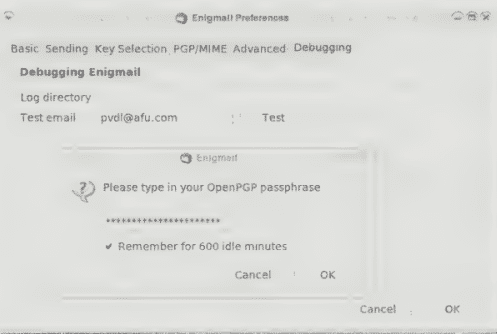 Enigmail Preferences
Basic Sending Key Selection PGP/MIME Advanced Debugging
Debugging Enigmail
Log directory
Test email pvdl@afu.com Test
Enigmail
Please type in your OpenPGP passphrase
***********************
✔ Remember for 600 idle minutes
Cancel OK
Cancel OK